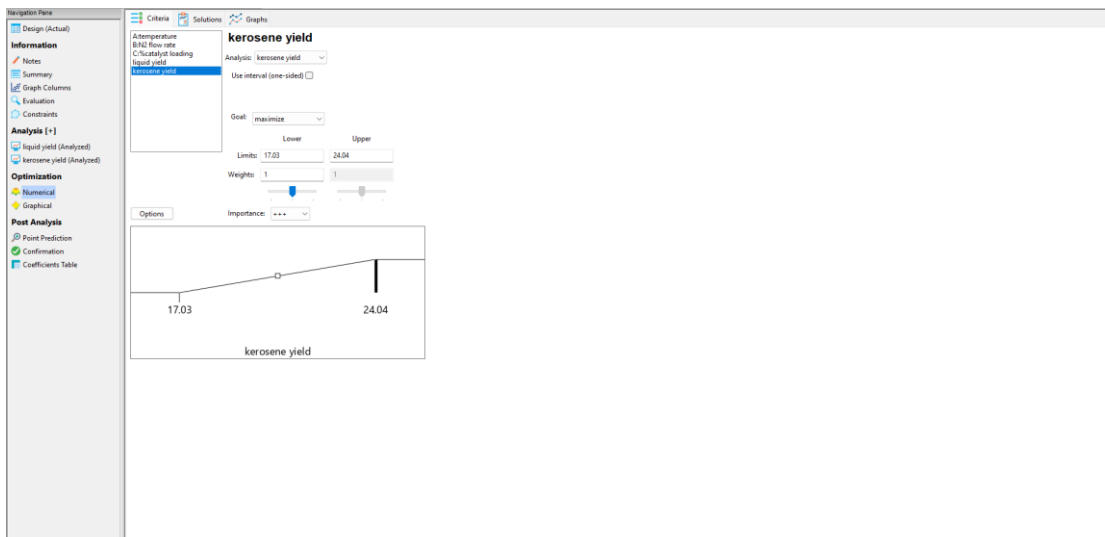 Navigation Pane
Design (Actual)
Information
Notes
Summary
Graph Columns
Evaluation
Constraints
Analysis [+]
liquid yield (Analyzed)
kerosene yield (Analyzed)
Optimization
Numerical
Graphical
Post Analysis
Point Prediction
Confirmation
Coefficients Table
Criteria Solutions Graphs
A:temperature
B:N2 flow rate
C:%catalyst loading
liquid yield
kerosene yield
Options
kerosene yield
Analysis: kerosene yield
Use interval (one-sided)
Goal: maximize
Lower Upper
Limits: 17.03 24.04
Weights: 1 1
Importance: +++
17.03 24.04
kerosene yield